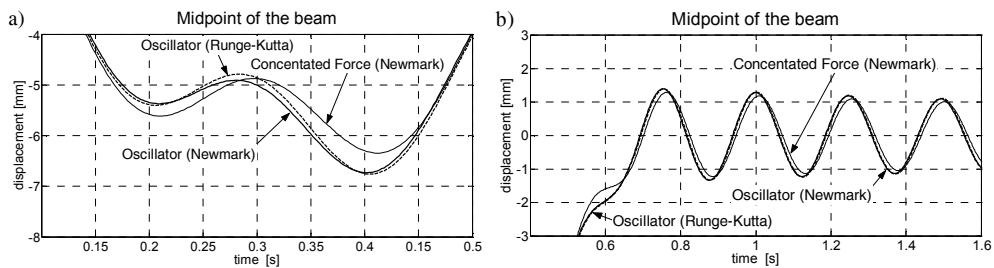 a)
Midpoint of the beam
-4
-5
-6
-7
-8
displacement [mm]
Oscillator (Runge-Kutta)
Concentated Force (Newmark)
Oscillator (Newmark)
0.15 0.2 0.25 0.3 0.35 0.4 0.15 0.5
time [s]
b)
Midpoint of the beam
3
2
1
0
-1
-2
-3
displacement [mm]
Concentated Force (Newmark)
Oscillator (Newmark)
Oscillator (Runge-Kutta)
0.6 0.8 1 1.2 1.4 1.6
time [s]